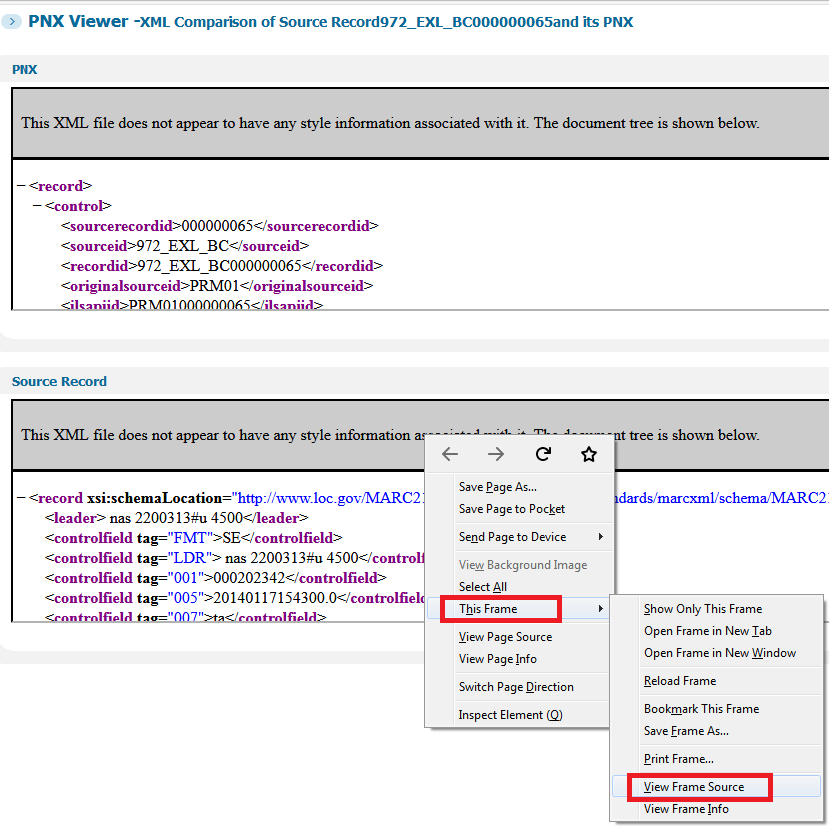 PNX Viewer -XML Comparison of Source Record972_EXL_BC000000065and its PNX
PNX
This XML file does not appear to have any style information associated with it. The document tree is shown below.
−<record>
−<control>
<sourcerecordid>000000065</sourcerecordid>
<sourceid>972_EXL_BC</sourceid>
<recordid>972_EXL_BC000000065</recordid>
<originalsourceid>PRM01</originalsourceid>
<ilsapiid>PRM01000000065</ilsapiid>
Source Record
This XML file does not appear to have any style information associated with it. The document tree is shown below.
−<record xsi:schemaLocation="http://www.loc.gov/MARC21 ndards/marcxml/schema/MARC21
<leader> nas 2200313#u 4500</leader>
<controlfield tag="FMT">SE</controlfield>
<controlfield tag="LDR"> nas 2200313#u 4500</controlf
<controlfield tag="001">000202342</controlfield>
<controlfield tag="005">20140117154300.0</controlfield
<controlfield tag="007">ta</controlfield>
Save Page As...
Save Page to Pocket
Send Page to Device
View Background Image
Select All
This Frame
View Page Source
View Page Info
Switch Page Direction
Inspect Element (Q)
Show Only This Frame
Open Frame in New Tab
Open Frame in New Window
Reload Frame
Bookmark This Frame
Save Frame As...
Print Frame...
View Frame Source
View Frame Info